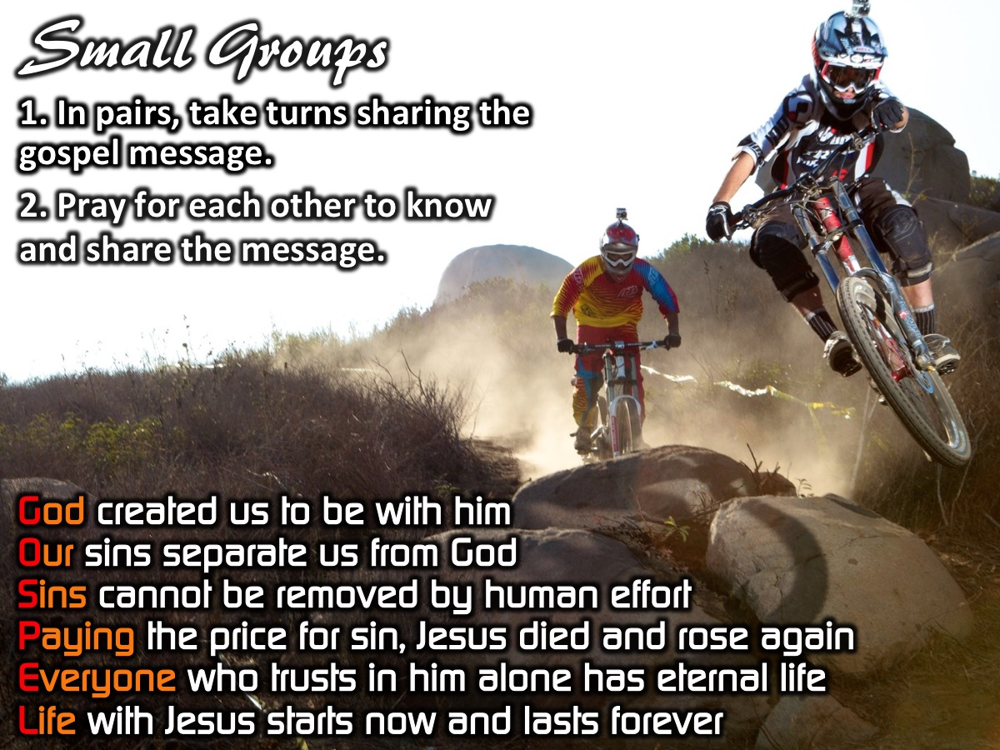 Small Groups
1. In pairs, take turns sharing the
gospel message.
2. Pray for each other to know
and share the message.
God created us to be with him
Our sins separate us from God
Sins cannot be removed by human effort
Paying the price for sin, Jesus died and rose again
Everyone who trusts in him alone has eternal life
Life with Jesus starts now and lasts forever